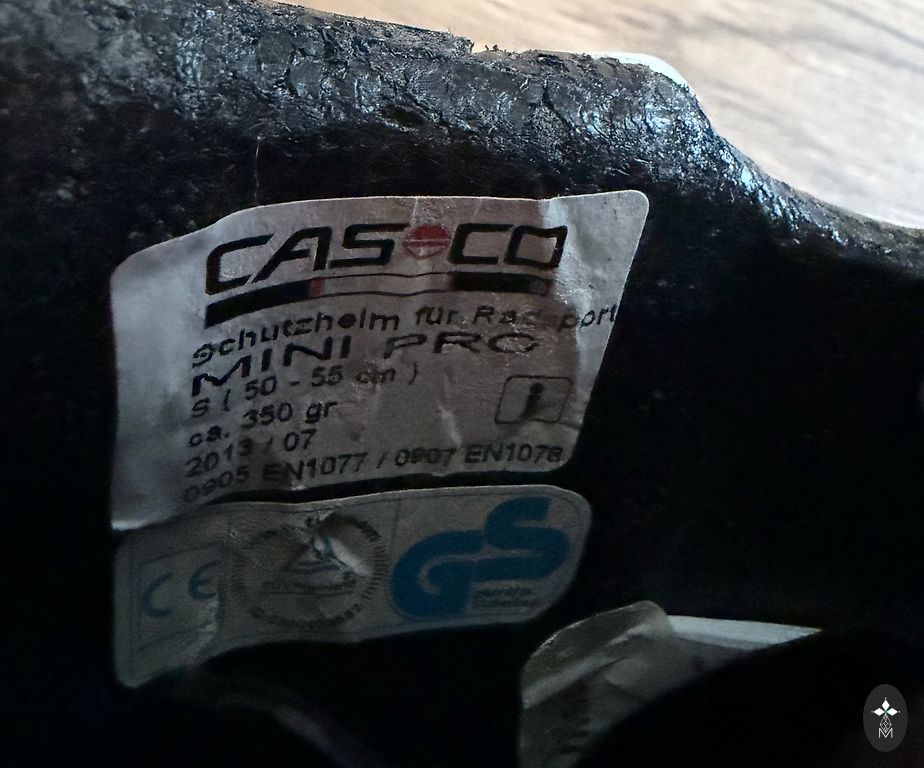 CASCO
Schutzhelm für Radsport
MINI PRO
S ( 50 - 55 cm )
ca. 350 gr
2013 / 07
0905 EN1077 / 0907 EN1078
i
CE
GS
M